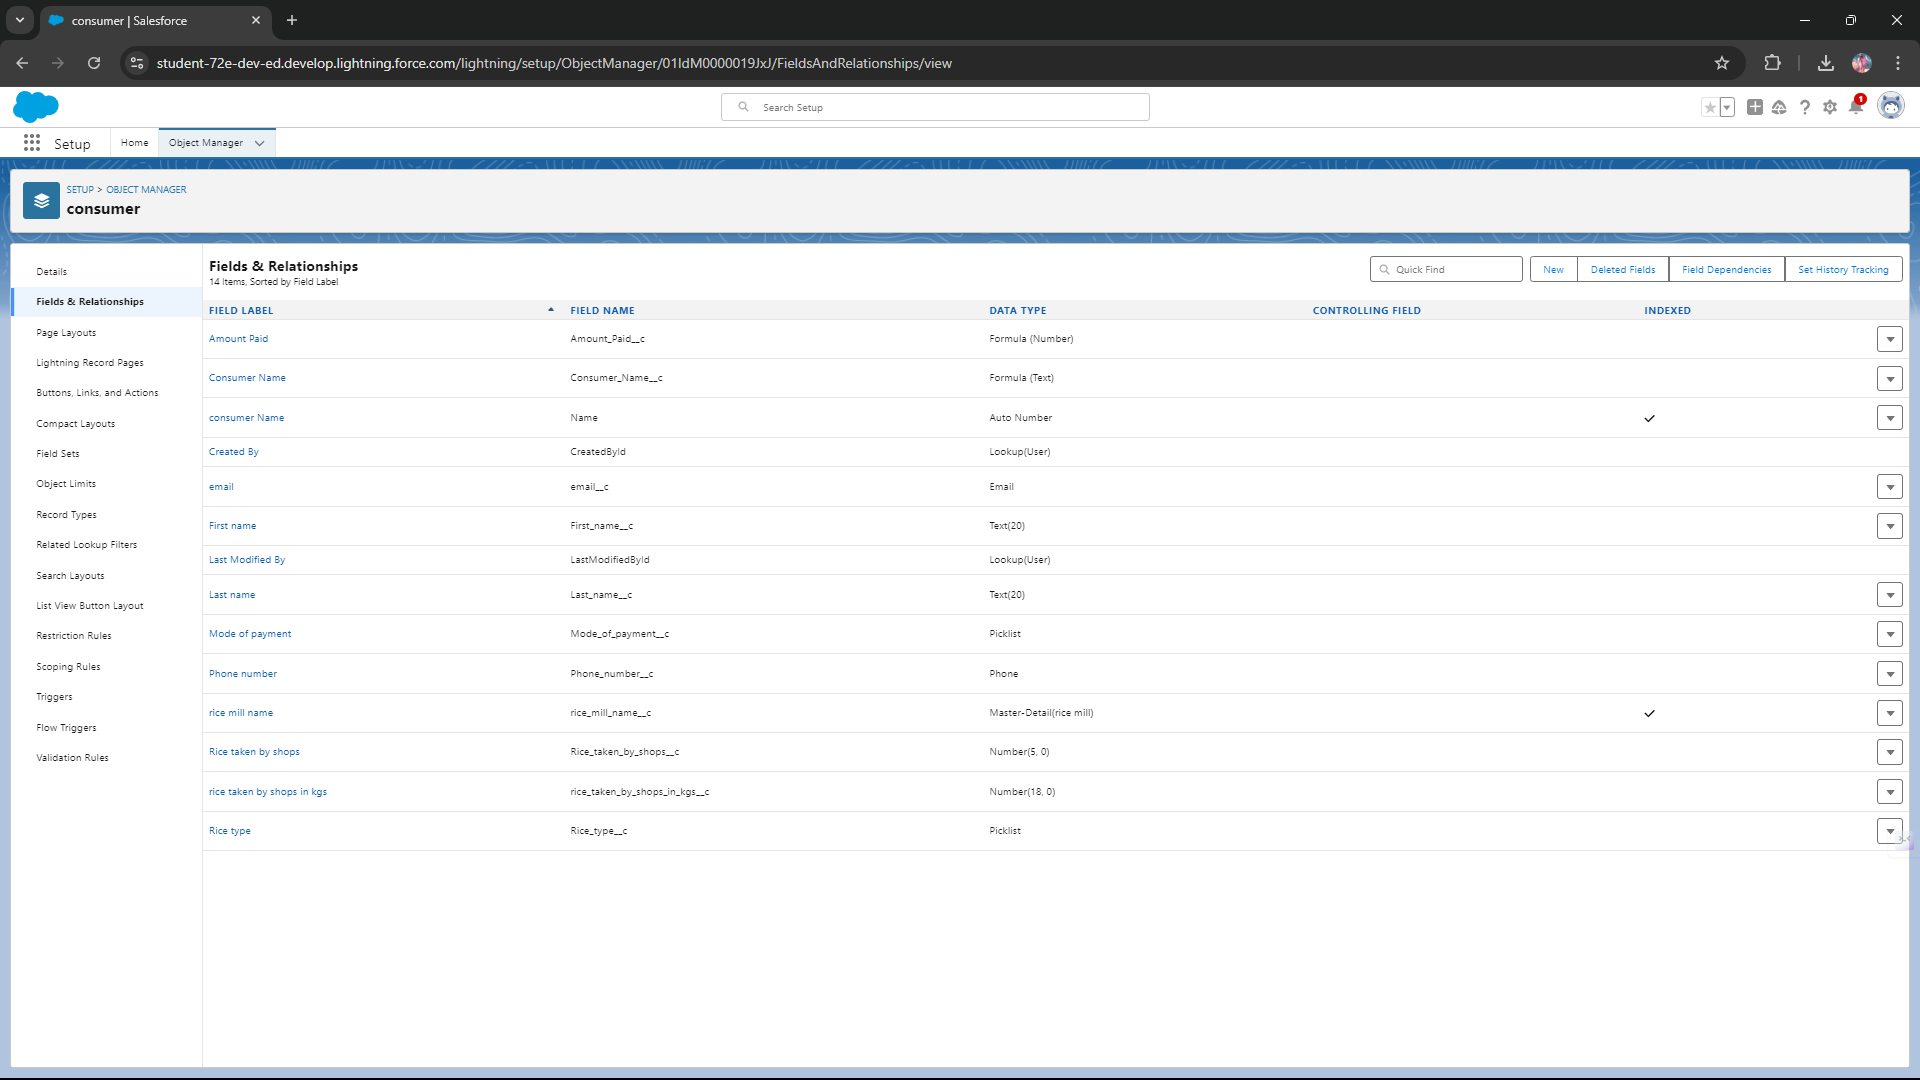 consumer | Salesforce
student-72e-dev-ed.develop.lightning.force.com/lightning/setup/ObjectManager/01IdM0000019JxJ/FieldsAndRelationships/view
Search Setup
1
Setup
Home
Object Manager
SETUP > OBJECT MANAGER
consumer
Details
Fields & Relationships
Page Layouts
Lightning Record Pages
Buttons, Links, and Actions
Compact Layouts
Field Sets
Object Limits
Record Types
Related Lookup Filters
Search Layouts
List View Button Layout
Restriction Rules
Scoping Rules
Triggers
Flow Triggers
Validation Rules
Fields & Relationships
14 Items, Sorted by Field Label
Quick Find
New
Deleted Fields
Field Dependencies
Set History Tracking
FIELD LABEL FIELD NAME DATA TYPE CONTROLLING FIELD INDEXED
Amount Paid Amount_Paid__c Formula (Number)
Consumer Name Consumer_Name__c Formula (Text)
consumer Name Name Auto Number
Created By CreatedById Lookup(User)
email email__c Email
First name First_name__c Text(20)
Last Modified By LastModifiedById Lookup(User)
Last name Last_name__c Text(20)
Mode of payment Mode_of_payment__c Picklist
Phone number Phone_number__c Phone
rice mill name rice_mill_name__c Master-Detail(rice mill)
Rice taken by shops Rice_taken_by_shops__c Number(5, 0)
rice taken by shops in kgs rice_taken_by_shops_in_kgs__c Number(18, 0)
Rice type Rice_type__c Picklist